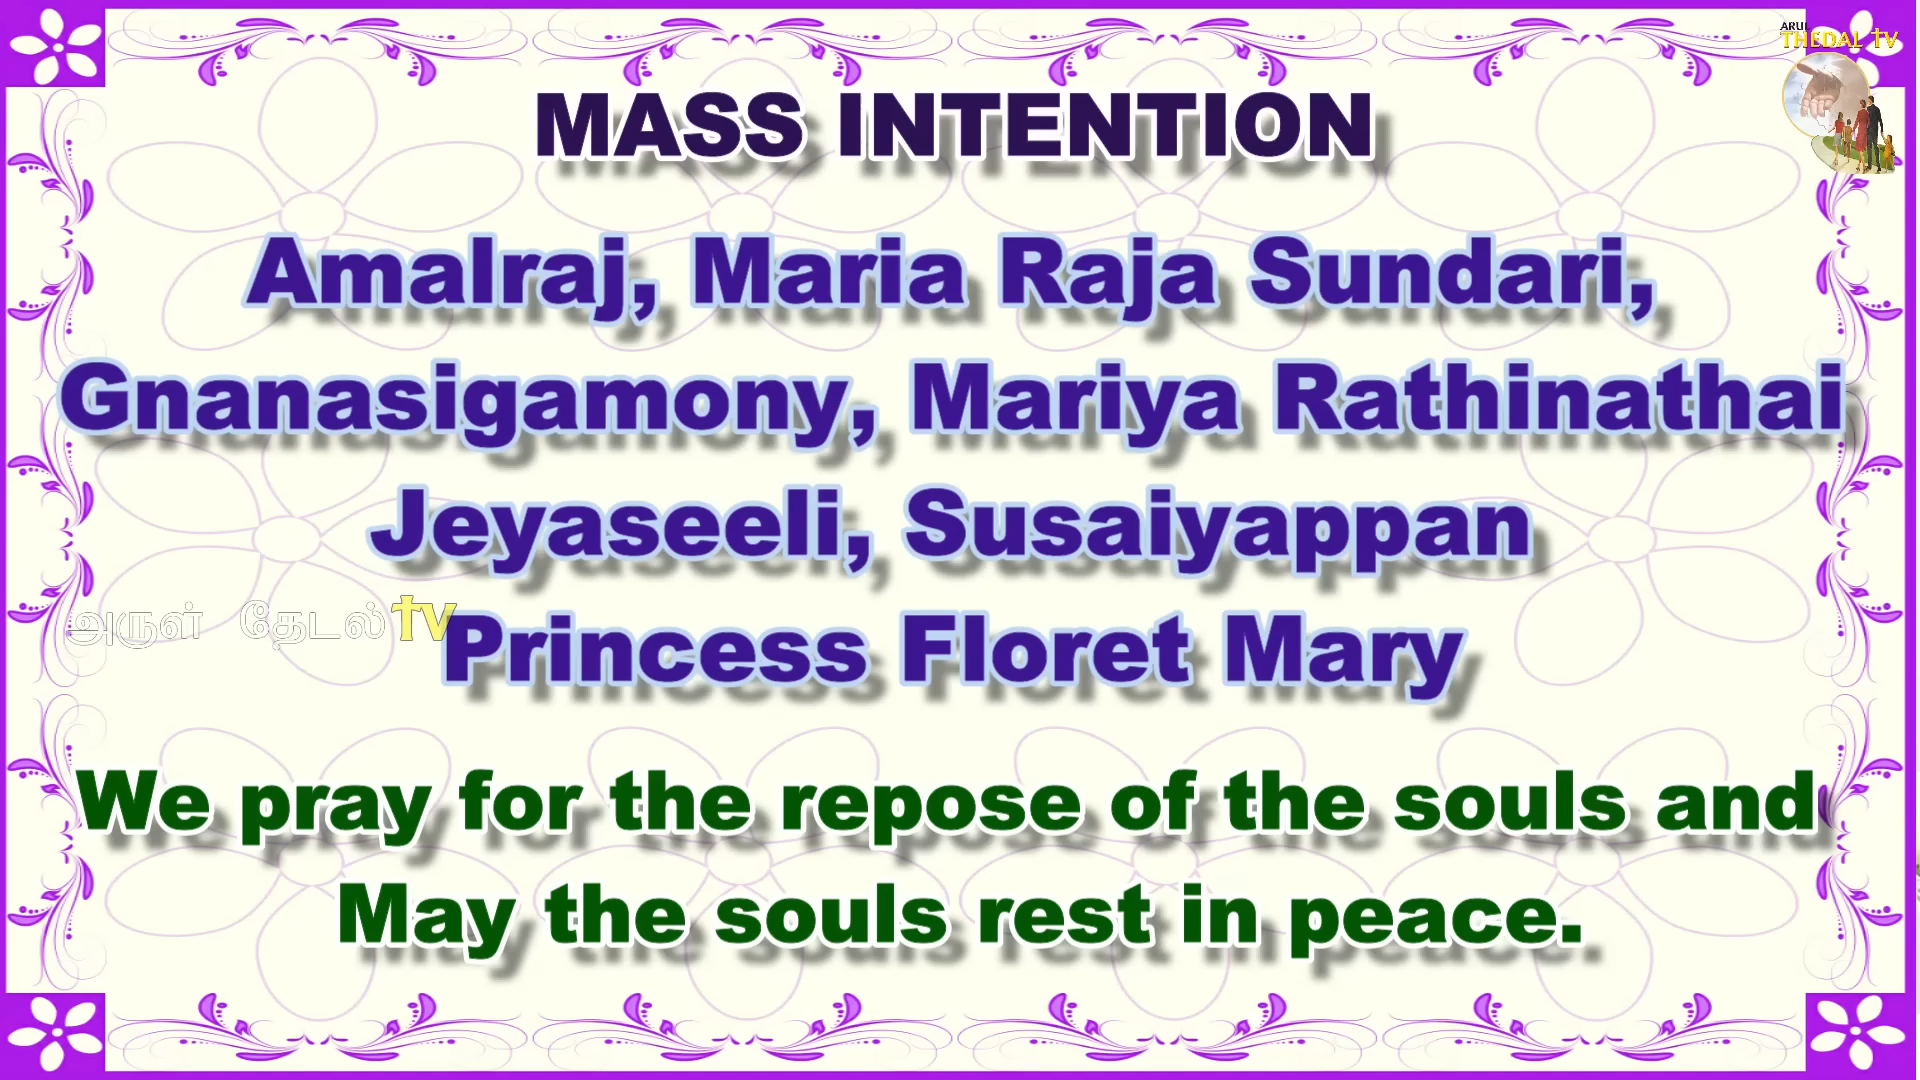 ARUL
THEDAL TV
MASS INTENTION
Amalraj, Maria Raja Sundari,
Gnanasigamony, Mariya Rathinathai
Jeyaseeli, Susaiyappan
அருள் தேடல் TV
Princess Floret Mary
We pray for the repose of the souls and
May the souls rest in peace.